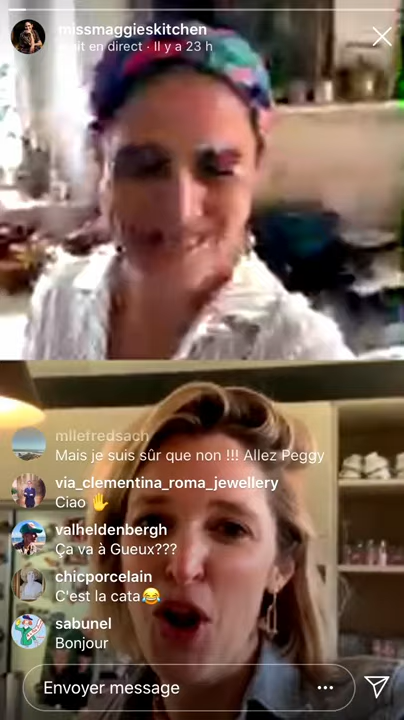 missmaggieskitchen
était en direct · Il y a 23 h
mllefredsach
Mais je suis sûr que non !!! Allez Peggy
via_clementina_roma_jewellery
Ciao 🖐
valheldenbergh
Ça va à Gueux???
chicporcelain
C'est la cata😂
sabunel
Bonjour
Envoyer message